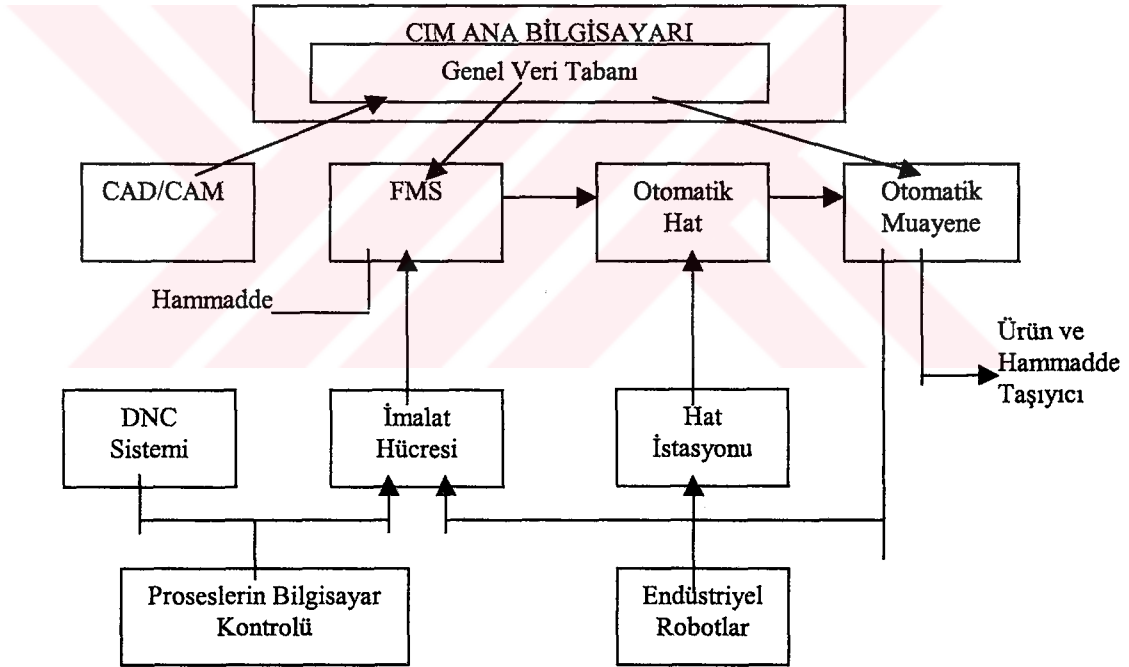 CIM ANA BİLGİSAYARI
Genel Veri Tabanı
CAD/CAM
FMS
Otomatik
Hat
Otomatik
Muayene
Hammadde
Ürün ve
Hammadde
Taşıyıcı
DNC
Sistemi
İmalat
Hücresi
Hat
İstasyonu
Proseslerin Bilgisayar
Kontrolü
Endüstriyel
Robotlar